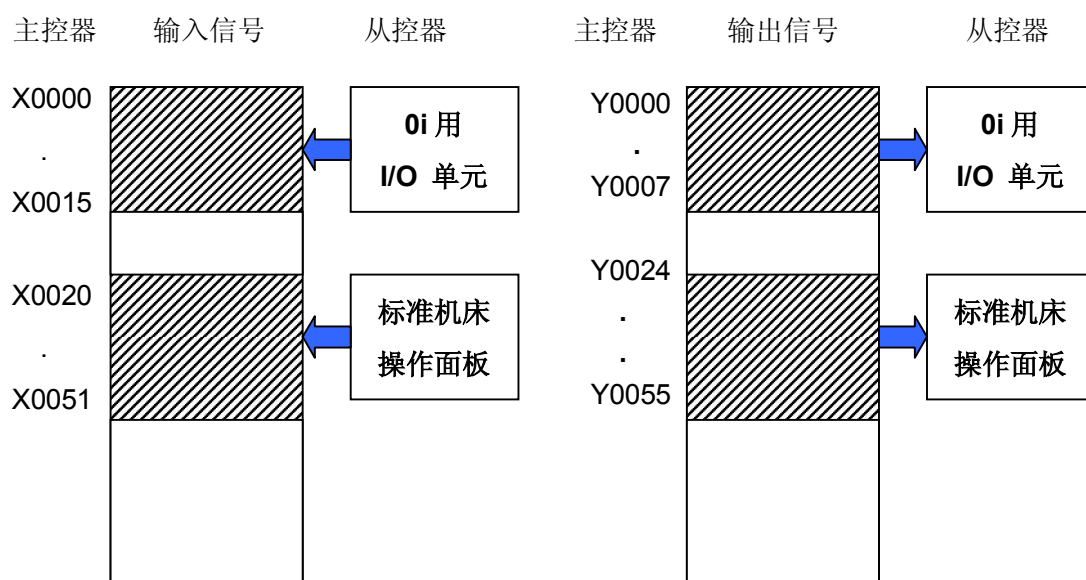 主控器 输入信号 从控器
X0000
.
X0015
0i 用
I/O 单元
X0020
.
X0051
标准机床
操作面板
主控器 输出信号 从控器
Y0000
.
Y0007
0i 用
I/O 单元
Y0024
.
.
Y0055
标准机床
操作面板